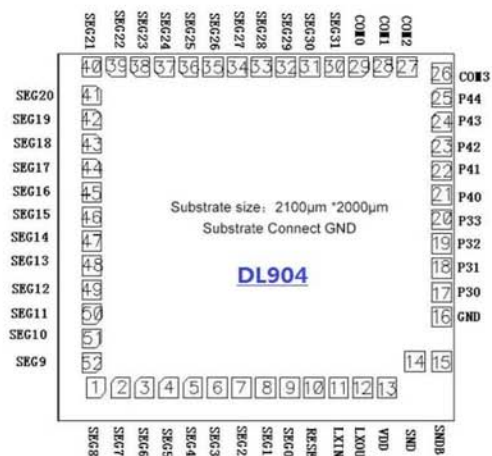 SEG21 SEG22 SEG23 SEG24 SEG25 SEG26 SEG27 SEG28 SEG29 SEG30 SEG31 COM0 COM1 COM2
40 39 38 37 36 35 34 33 32 31 30 29 28 27
26 COM3
SEG20 41 25 P44
SEG19 42 24 P43
SEG18 43 23 P42
SEG17 44 22 P41
SEG16 45 21 P40
SEG15 46 20 P33
SEG14 47 19 P32
SEG13 48 18 P31
SEG12 49 17 P30
SEG11 50 16 GND
SEG10 51
SEG9 52 14 15
Substrate size: 2100μm *2000μm
Substrate Connect GND
DL904
1 2 3 4 5 6 7 8 9 10 11 12 13
SEG8 SEG7 SEG6 SEG5 SEG4 SEG3 SEG2 SEG1 SEG0 RESE LXIN LXOU VDD SND SNDB